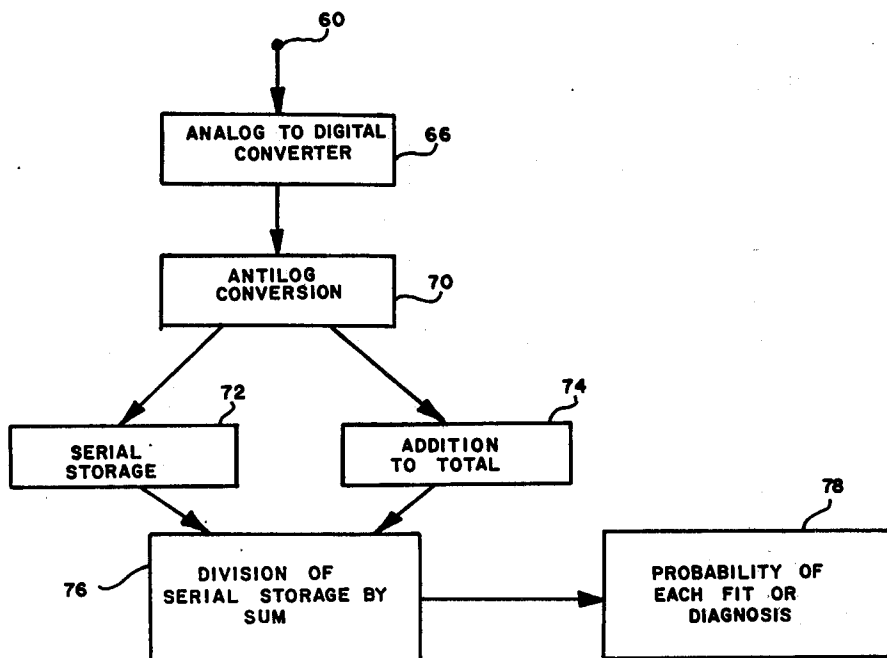 60
ANALOG TO DIGITAL
CONVERTER
66
ANTILOG
CONVERSION
70
72
SERIAL
STORAGE
74
ADDITION
TO TOTAL
76
DIVISION OF
SERIAL STORAGE BY
SUM
78
PROBABILITY OF
EACH FIT OR
DIAGNOSIS